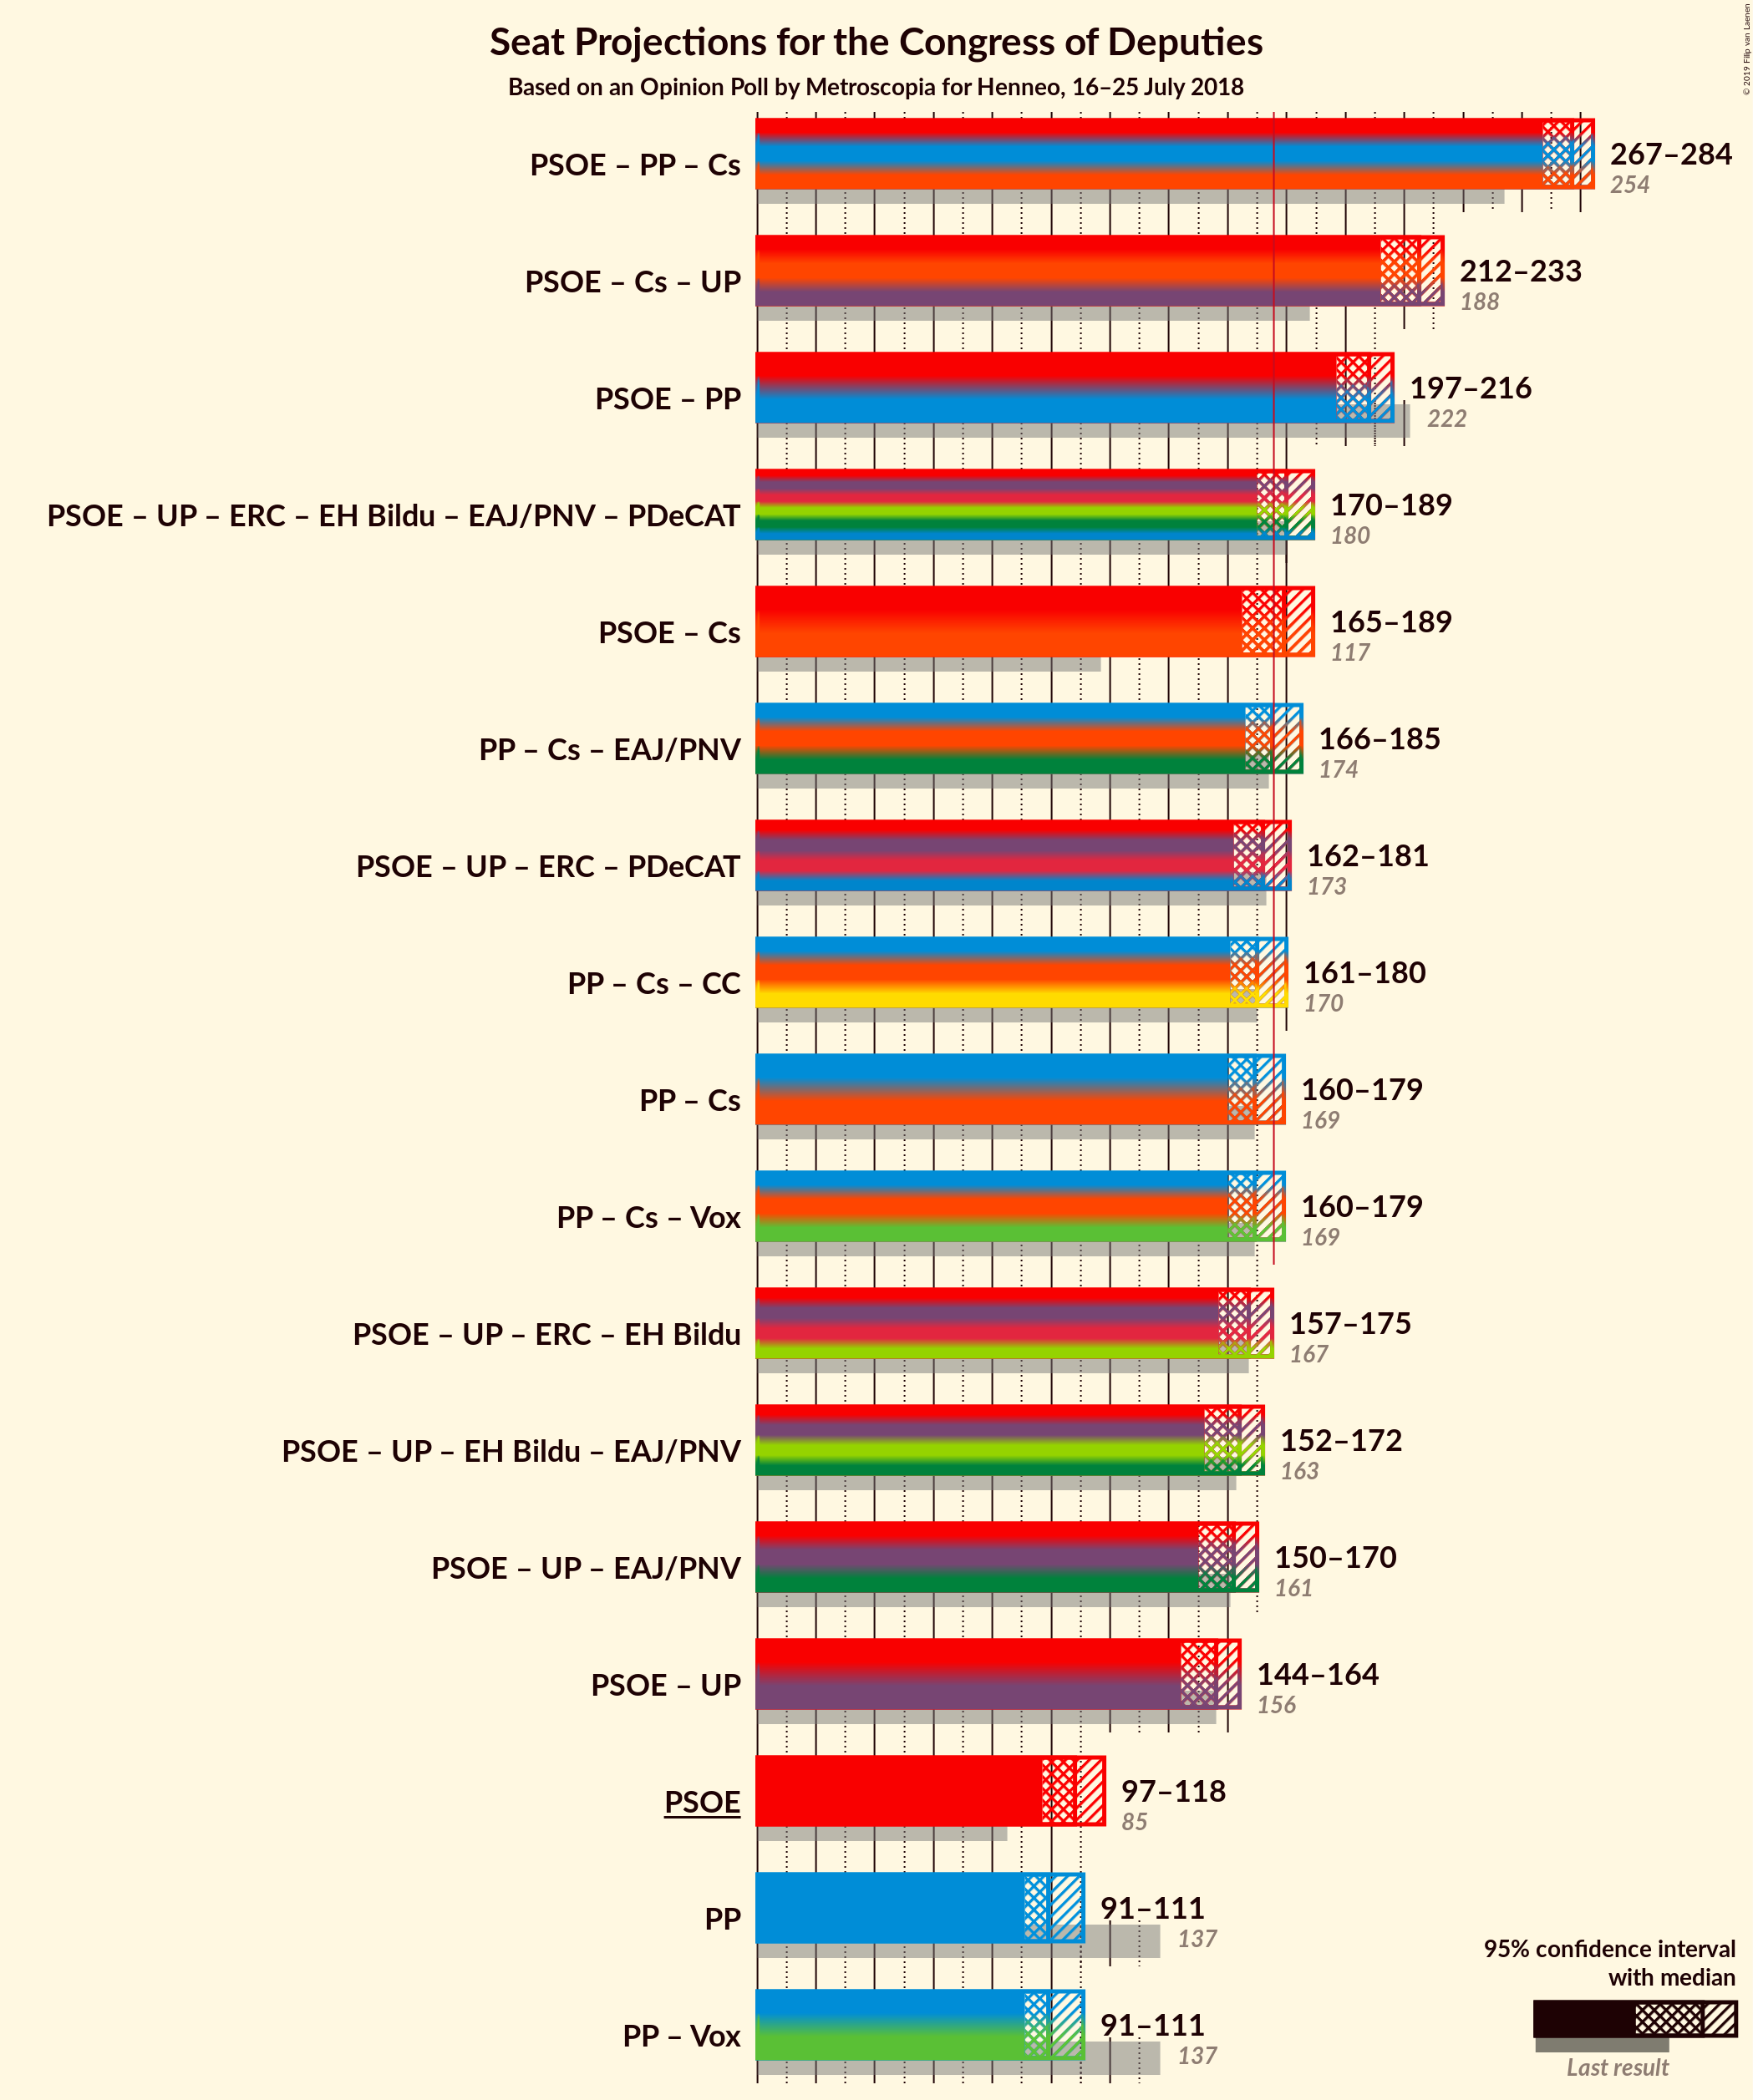 Seat Projections for the Congress of Deputies
Based on an Opinion Poll by Metroscopia for Henneo, 16–25 July 2018
© 2019 Filip van Laenen
PSOE – PP – Cs
267–284
254
PSOE – Cs – UP
212–233
188
PSOE – PP
197–216
222
PSOE – UP – ERC – EH Bildu – EAJ/PNV – PDeCAT
170–189
180
PSOE – Cs
165–189
117
PP – Cs – EAJ/PNV
166–185
174
PSOE – UP – ERC – PDeCAT
162–181
173
PP – Cs – CC
161–180
170
PP – Cs
160–179
169
PP – Cs – Vox
160–179
169
PSOE – UP – ERC – EH Bildu
157–175
167
PSOE – UP – EH Bildu – EAJ/PNV
152–172
163
PSOE – UP – EAJ/PNV
150–170
161
PSOE – UP
144–164
156
PSOE
97–118
85
PP
91–111
137
PP – Vox
91–111
137
95% confidence interval
with median
Last result